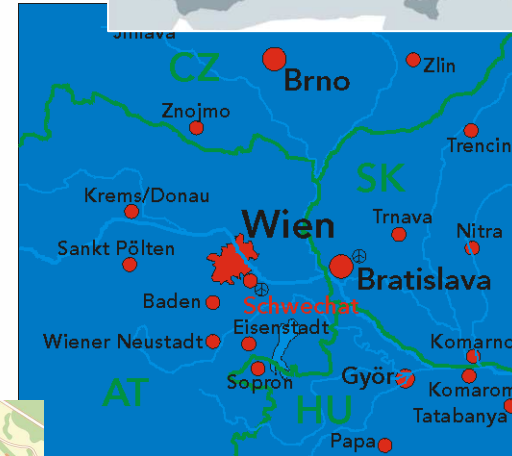 Jihlava
CZ
Brno
Zlin
Znojmo
Trencin
SK
Krems/Donau
Wien
Trnava
Nitra
Sankt Pölten
Bratislava
Baden
Schwechat
Eisenstadt
Wiener Neustadt
Komarno
Sopron
Györ
AT
HU
Komarom
Tatabanya
Papa